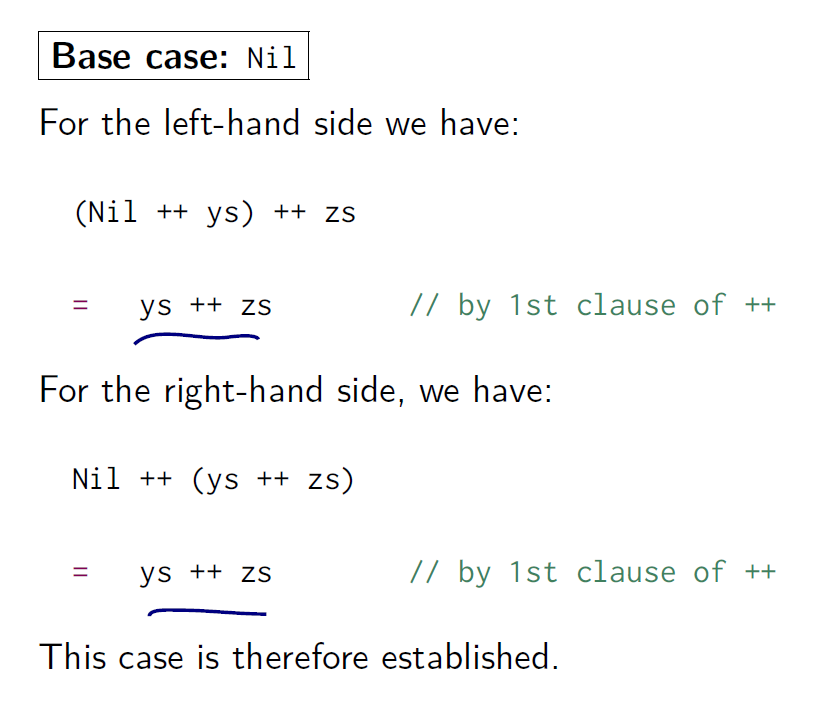 Base case: Nil
For the left-hand side we have:
(Nil ++ ys) ++ zs
= ys ++ zs // by 1st clause of ++
For the right-hand side, we have:
Nil ++ (ys ++ zs)
= ys ++ zs // by 1st clause of ++
This case is therefore established.